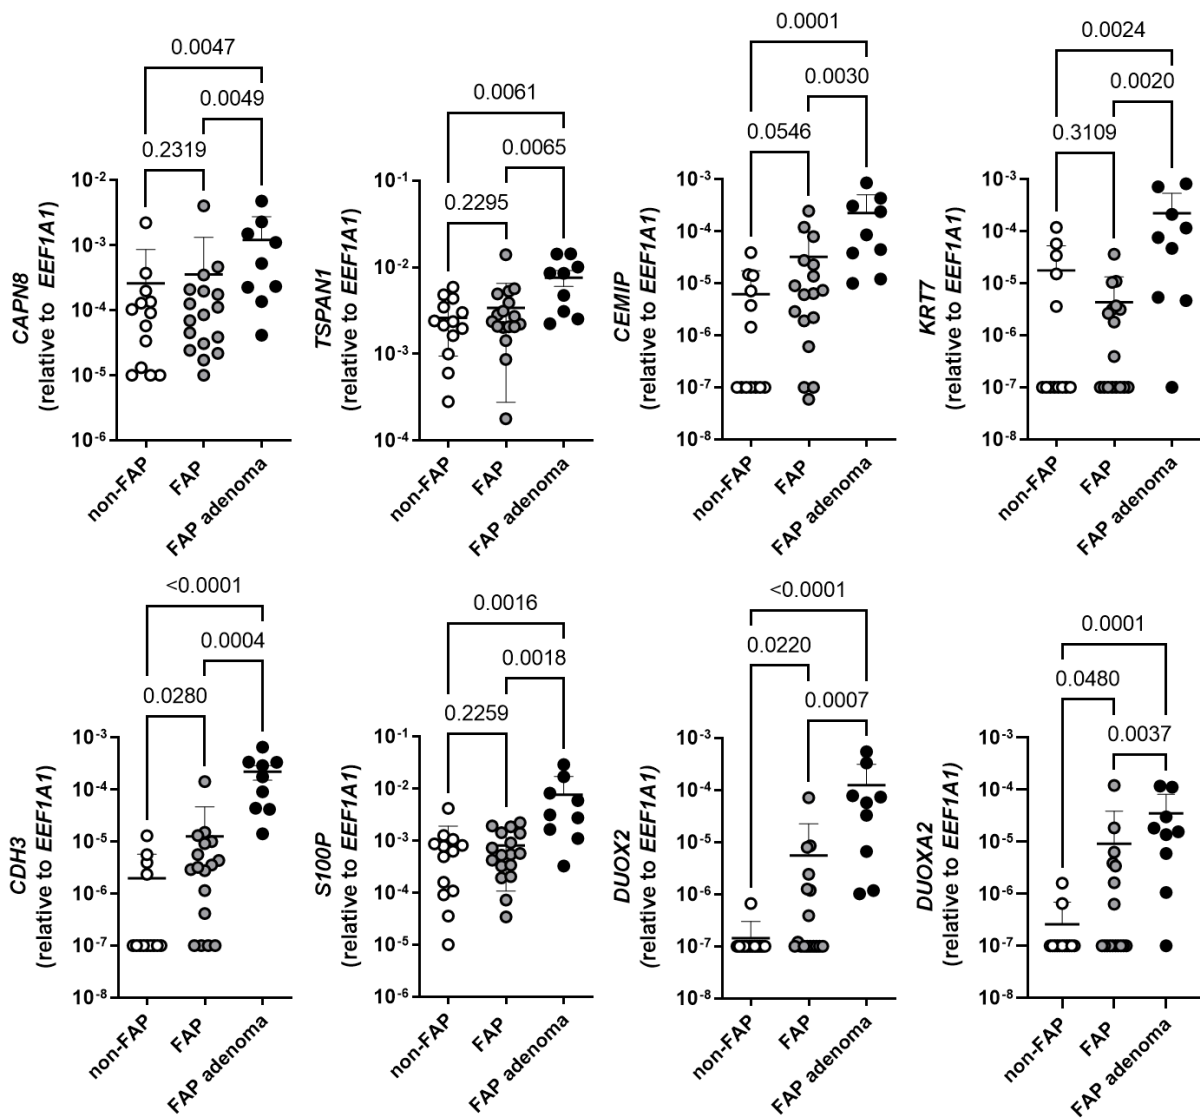 0.0047
0.0049
0.2319
CAPN8
(relative to EEF1A1)
10-2
10-3
10-4
10-5
10-6
non-FAP
FAP
FAP adenoma
0.0061
0.0065
0.2295
TSPAN1
(relative to EEF1A1)
10-1
10-2
10-3
10-4
non-FAP
FAP
FAP adenoma
0.0001
0.0030
0.0546
CEMIP
(relative to EEF1A1)
10-3
10-4
10-5
10-6
10-7
10-8
non-FAP
FAP
FAP adenoma
0.0024
0.0020
0.3109
KRT7
(relative to EEF1A1)
10-3
10-4
10-5
10-6
10-7
10-8
non-FAP
FAP
FAP adenoma
<0.0001
0.0004
0.0280
CDH3
(relative to EEF1A1)
10-3
10-4
10-5
10-6
10-7
10-8
non-FAP
FAP
FAP adenoma
0.0016
0.0018
0.2259
S100P
(relative to EEF1A1)
10-1
10-2
10-3
10-4
10-5
10-6
non-FAP
FAP
FAP adenoma
<0.0001
0.0220
0.0007
DUOX2
(relative to EEF1A1)
10-3
10-4
10-5
10-6
10-7
10-8
non-FAP
FAP
FAP adenoma
0.0001
0.0480
0.0037
DUOXA2
(relative to EEF1A1)
10-3
10-4
10-5
10-6
10-7
10-8
non-FAP
FAP
FAP adenoma